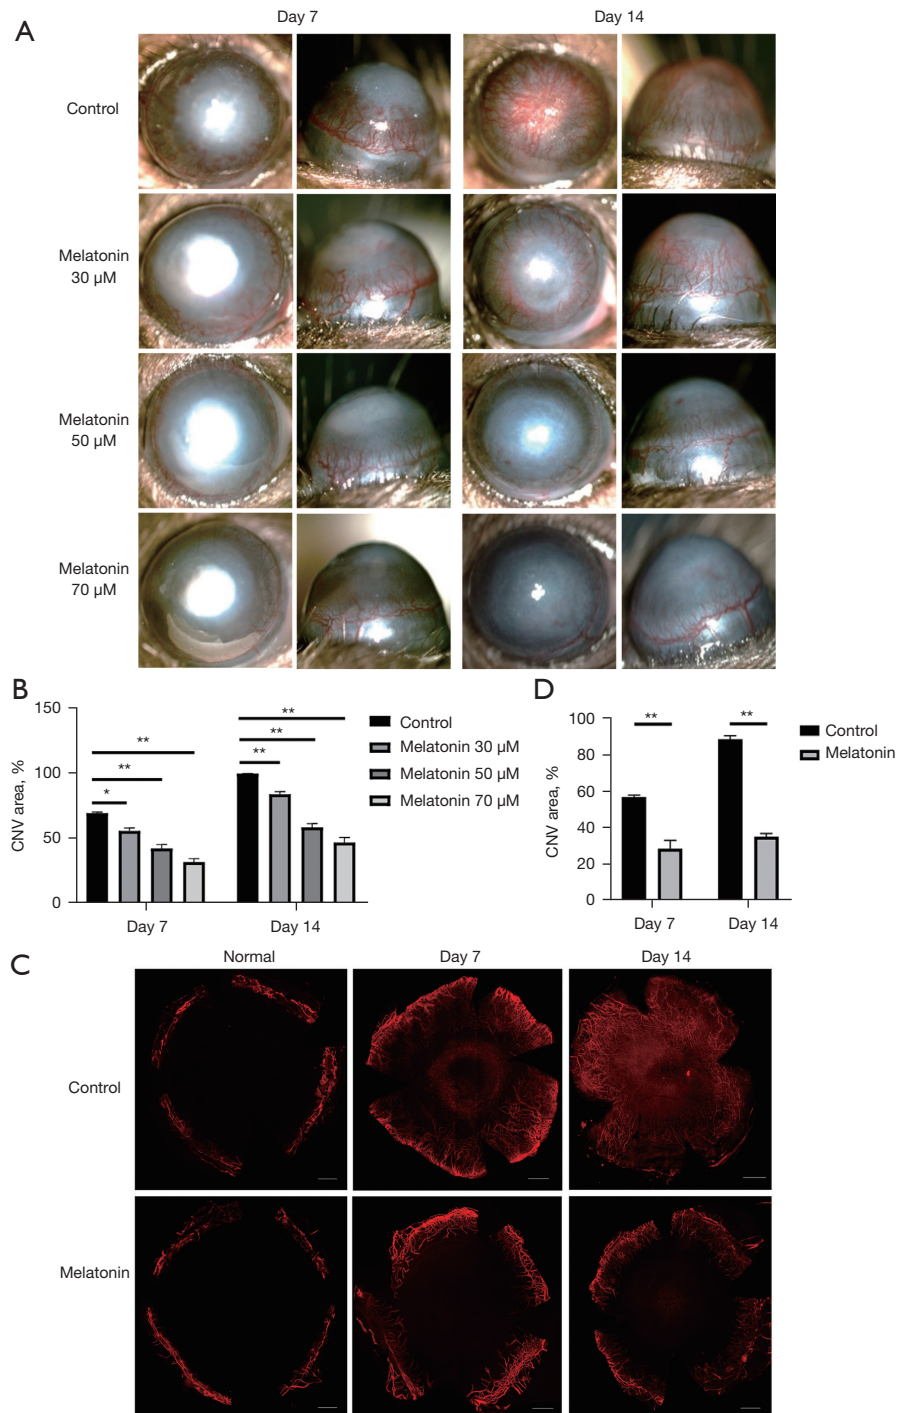 A
Day 7
Day 14
Control
Melatonin
30 µM
Melatonin
50 µM
Melatonin
70 µM
B
150
100
50
0
CNV area, %
**
**
*
**
**
**
Day 7
Day 14
Control
Melatonin 30 µM
Melatonin 50 µM
Melatonin 70 µM
D
100
80
60
40
20
0
CNV area, %
**
**
Day 7
Day 14
Control
Melatonin
C
Normal
Day 7
Day 14
Control
Melatonin